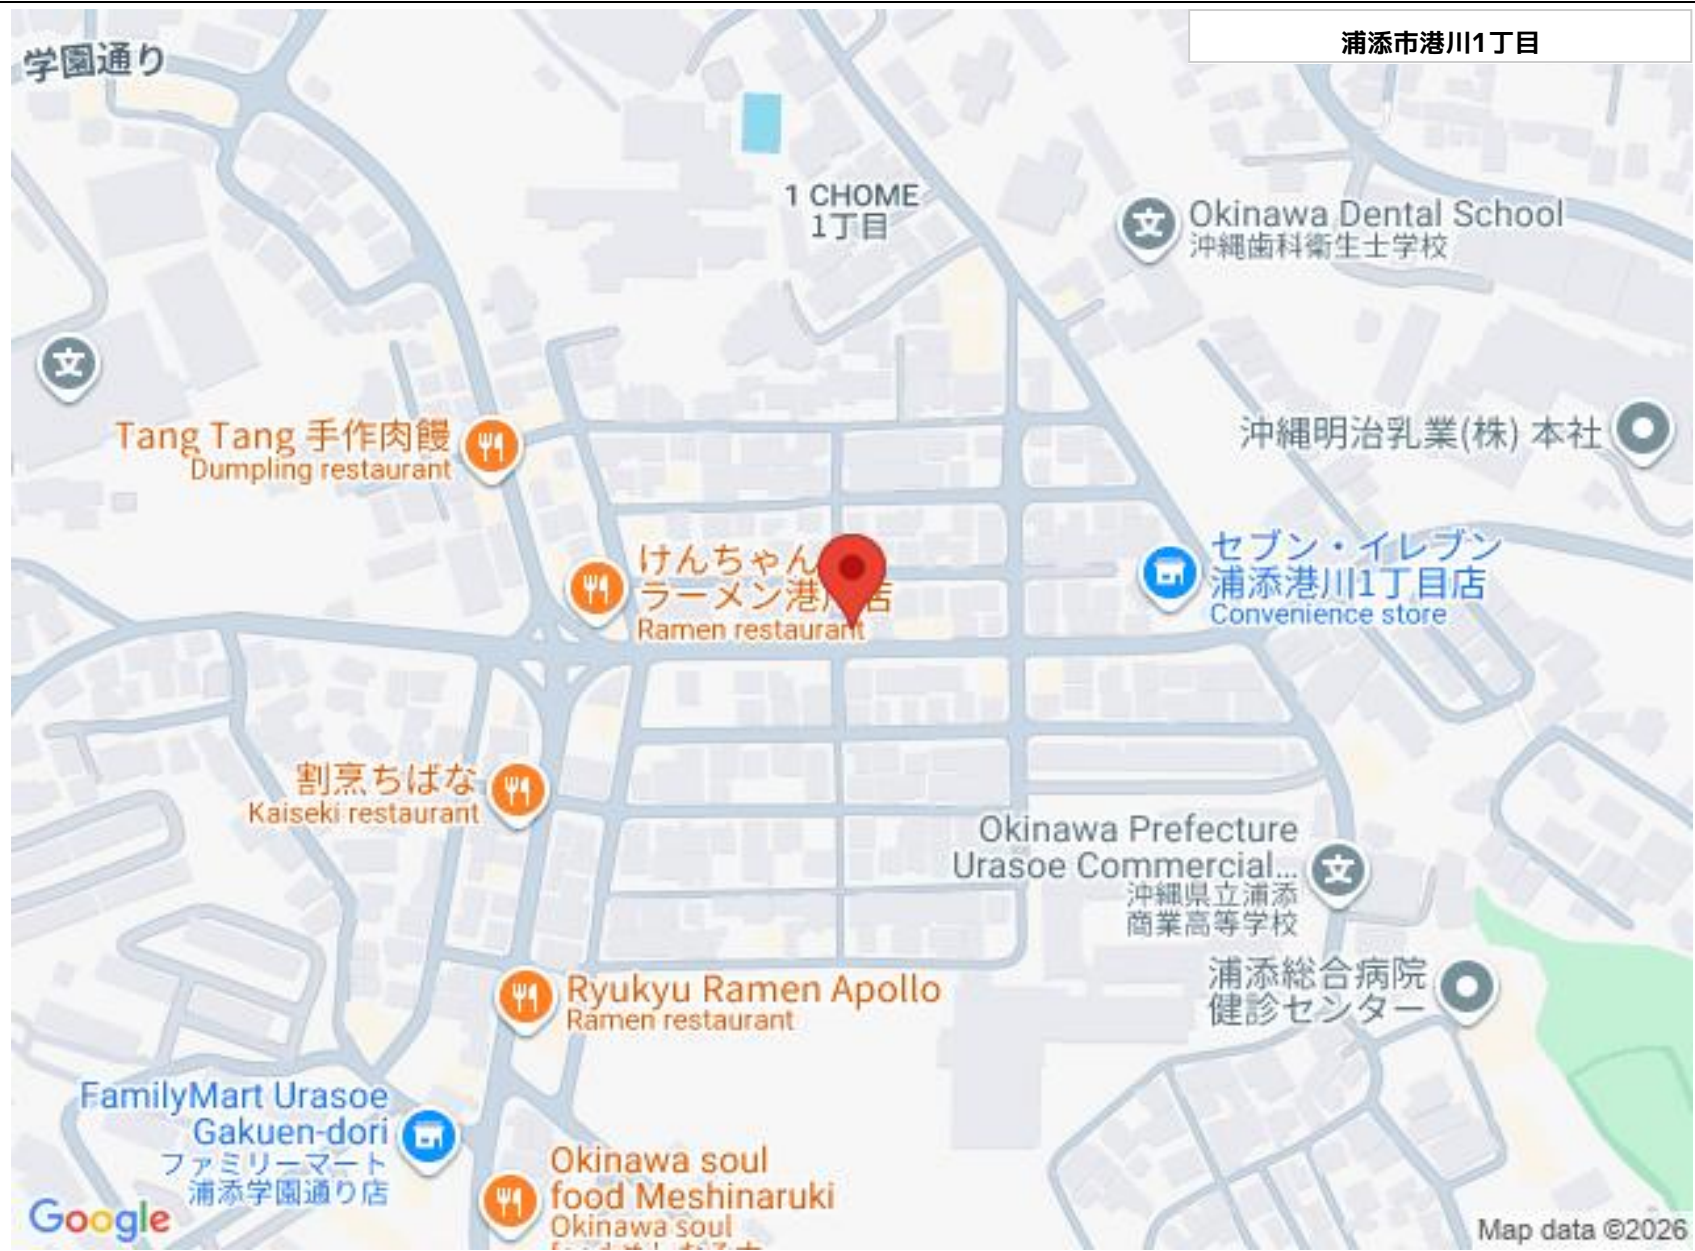 浦添市港川1丁目
学園通り
1 CHOME
1丁目
Okinawa Dental School
沖縄歯科衛生士学校
Tang Tang 手作肉饅
Dumpling restaurant
沖縄明治乳業(株) 本社
けんちゃん
ラーメン港川店
Ramen restaurant
セブン・イレブン
浦添港川1丁目店
Convenience store
割烹ちばな
Kaiseki restaurant
Okinawa Prefecture
Urasoe Commercial...
沖縄県立浦添
商業高等学校
浦添総合病院
健診センター
Ryukyu Ramen Apollo
Ramen restaurant
FamilyMart Urasoe
Gakuen-dori
ファミリーマート
浦添学園通り店
Okinawa soul
food Meshinaruki
Okinawa soul
Google
Map data ©2026